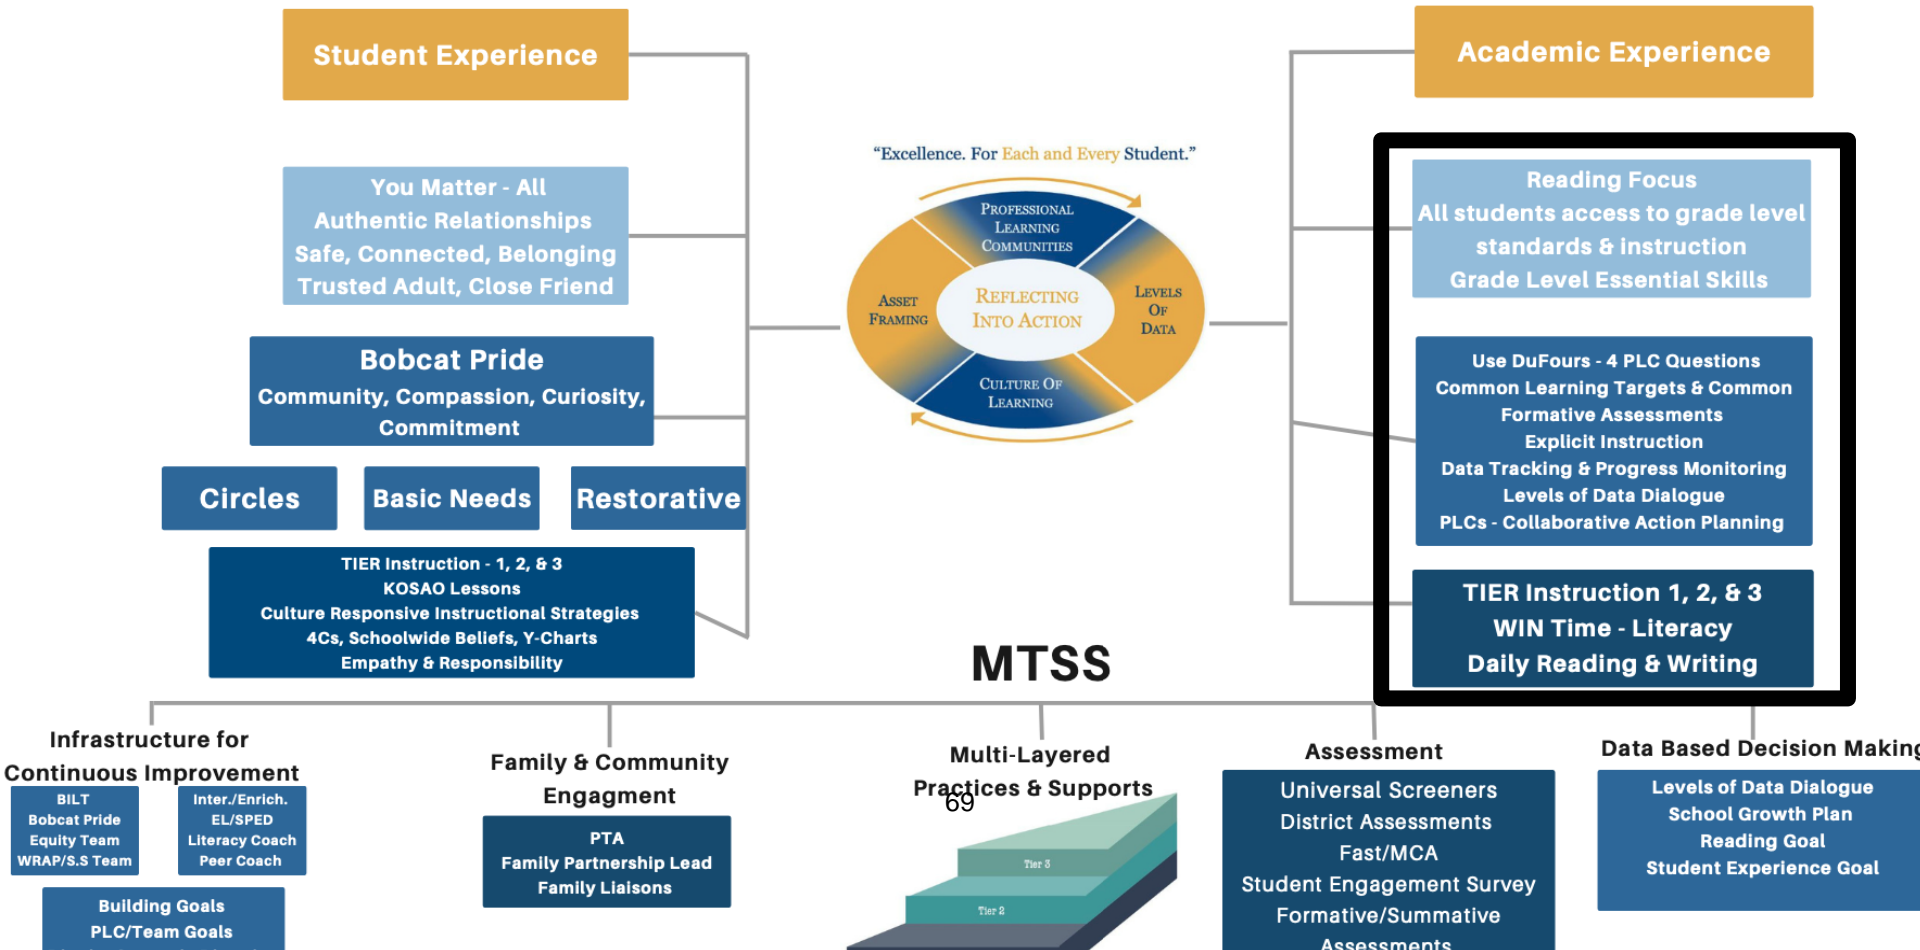 Student Experience
You Matter - All
Authentic Relationships
Safe, Connected, Belonging
Trusted Adult, Close Friend
Bobcat Pride
Community, Compassion, Curiosity,
Commitment
Circles
Basic Needs
Restorative
TIER Instruction - 1, 2, & 3
KOSAO Lessons
Culture Responsive Instructional Strategies
4Cs, Schoolwide Beliefs, Y-Charts
Empathy & Responsibility
“Excellence. For Each and Every Student.”
PROFESSIONAL
LEARNING
COMMUNITIES
ASSET
FRAMING
REFLECTING
INTO ACTION
LEVELS
OF
DATA
CULTURE OF
LEARNING
Academic Experience
Reading Focus
All students access to grade level
standards & instruction
Grade Level Essential Skills
Use DuFours - 4 PLC Questions
Common Learning Targets & Common
Formative Assessments
Explicit Instruction
Data Tracking & Progress Monitoring
Levels of Data Dialogue
PLCs - Collaborative Action Planning
TIER Instruction 1, 2, & 3
WIN Time - Literacy
Daily Reading & Writing
MTSS
Infrastructure for
Continuous Improvement
BILT
Bobcat Pride
Equity Team
WRAP/S.S Team
Inter./Enrich.
EL/SPED
Literacy Coach
Peer Coach
Building Goals
PLC/Team Goals
Family & Community
Engagment
PTA
Family Partnership Lead
Family Liaisons
Multi-Layered
Practices & Supports
69
Tier 3
Tier 2
Assessment
Universal Screeners
District Assessments
Fast/MCA
Student Engagement Survey
Formative/Summative
Assessments
Data Based Decision Making
Levels of Data Dialogue
School Growth Plan
Reading Goal
Student Experience Goal